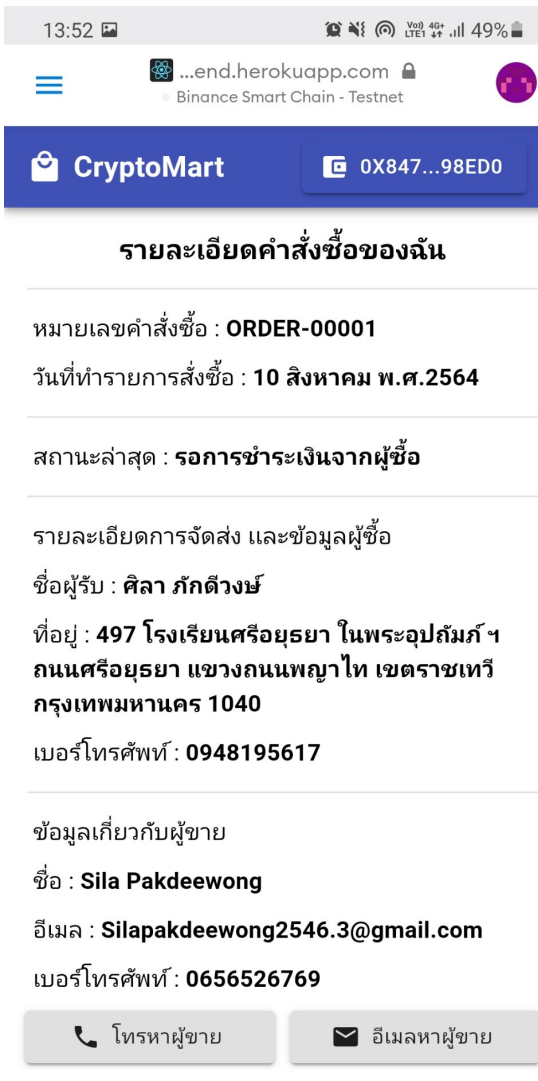 13:52 49%
...end.herokuapp.com
Binance Smart Chain - Testnet
CryptoMart 0X847...98ED0
รายละเอียดคำสั่งซื้อของฉัน
หมายเลขคำสั่งซื้อ : ORDER-00001
วันที่ทำรายการสั่งซื้อ : 10 สิงหาคม พ.ศ.2564
สถานะล่าสุด : รอการชำระเงินจากผู้ซื้อ
รายละเอียดการจัดส่ง และข้อมูลผู้ซื้อ
ชื่อผู้รับ : ศิลา ภักดีวงษ์
ที่อยู่ : 497 โรงเรียนศรีอยุธยา ในพระอุปถัมภ์ ฯ
ถนนศรีอยุธยา แขวงถนนพญาไท เขตราชเทวี
กรุงเทพมหานคร 1040
เบอร์โทรศัพท์ : 0948195617
ข้อมูลเกี่ยวกับผู้ขาย
ชื่อ : Sila Pakdeewong
อีเมล : Silapakdeewong2546.3@gmail.com
เบอร์โทรศัพท์ : 0656526769
โทรหาผู้ขาย อีเมลหาผู้ขาย